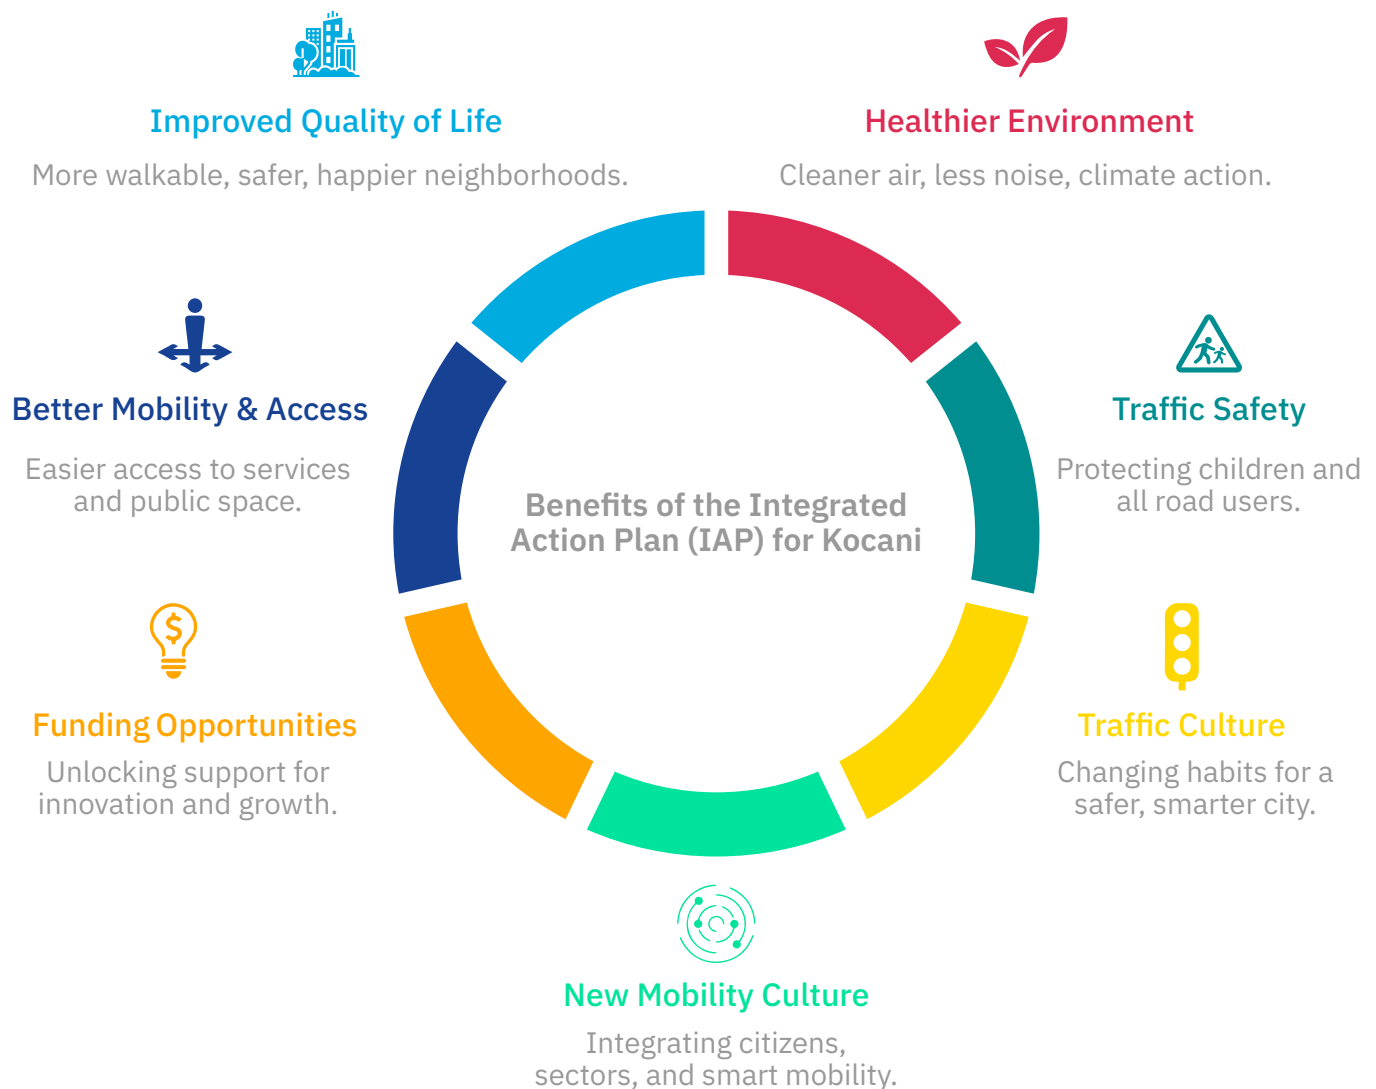 Improved Quality of Life
More walkable, safer, happier neighborhoods.
Healthier Environment
Cleaner air, less noise, climate action.
Better Mobility & Access
Easier access to services
and public space.
Traffic Safety
Protecting children and
all road users.
Benefits of the Integrated
Action Plan (IAP) for Kocani
$
Funding Opportunities
Unlocking support for
innovation and growth.
Traffic Culture
Changing habits for a
safer, smarter city.
New Mobility Culture
Integrating citizens,
sectors, and smart mobility.